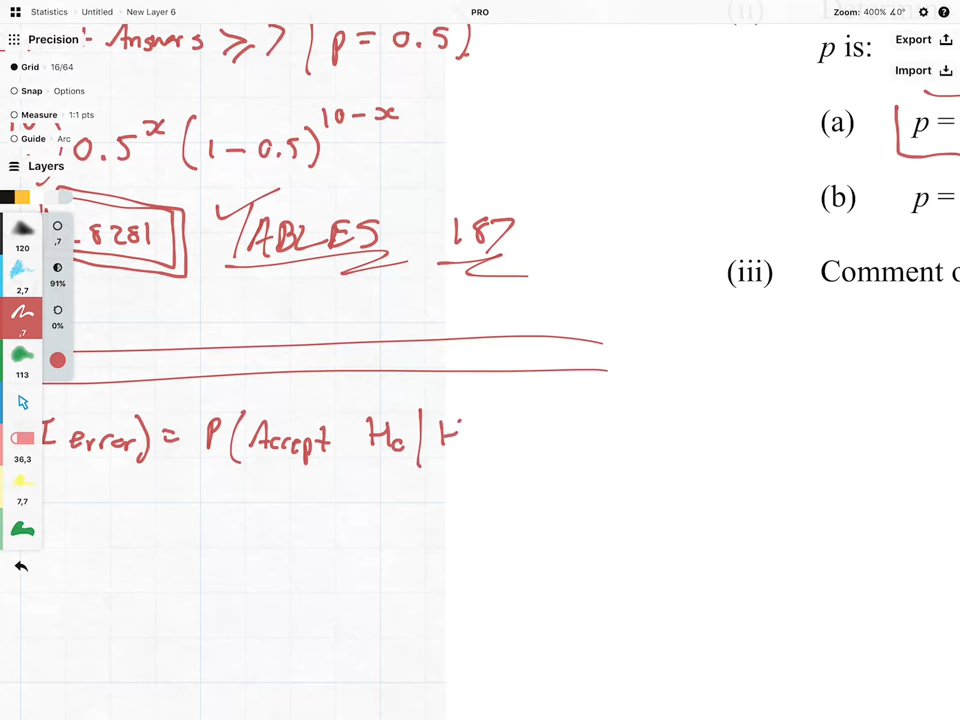 Statistics › Untitled › New Layer 6
PRO
Zoom: 400% ∡0°
Precision
Grid · 16/64
Snap · Options
Measure · 1:1 pts
Guide · Arc
Layers
,7
91%
0%
120
2,7
,7
113
36,3
7,7
Export
Import
Answers ⩾ 7 | p = 0.5)
0.5^x (1 - 0.5)^10 - x
.8281
TABLES 187
I error) = P(Accept H₀ |
p is:
(a) p =
(b) p =
(iii) Comment o